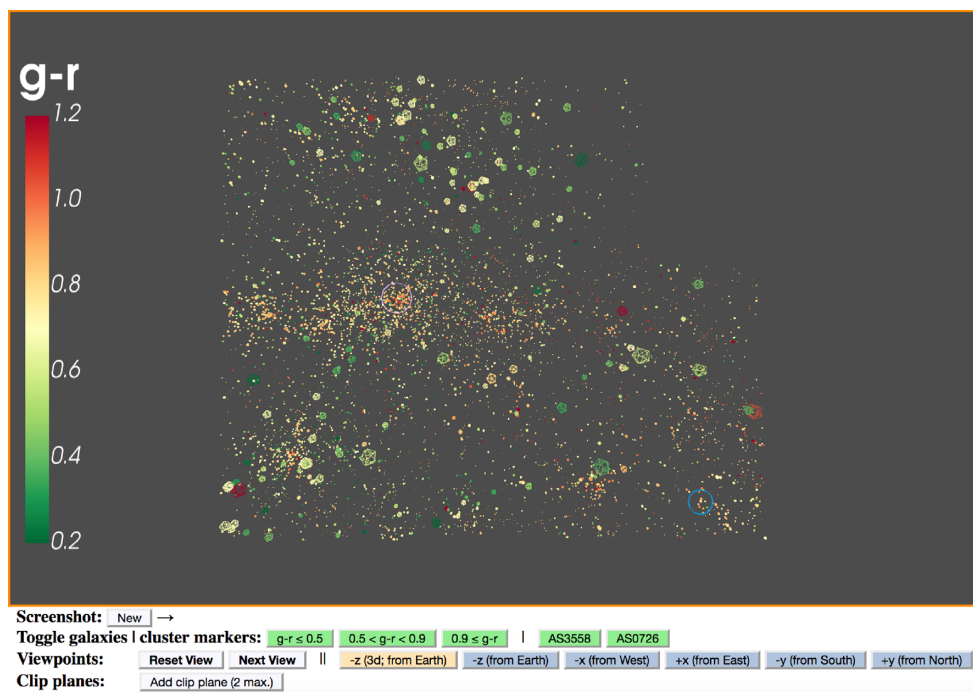 g-r
1.2
1.0
0.8
0.6
0.4
0.2
Screenshot: New →
Toggle galaxies | cluster markers: g-r ≤ 0.5 0.5 < g-r < 0.9 0.9 ≤ g-r | AS3558 AS0726
Viewpoints: Reset View Next View || -z (3d; from Earth) -z (from Earth) -x (from West) +x (from East) -y (from South) +y (from North)
Clip planes: Add clip plane (2 max.)